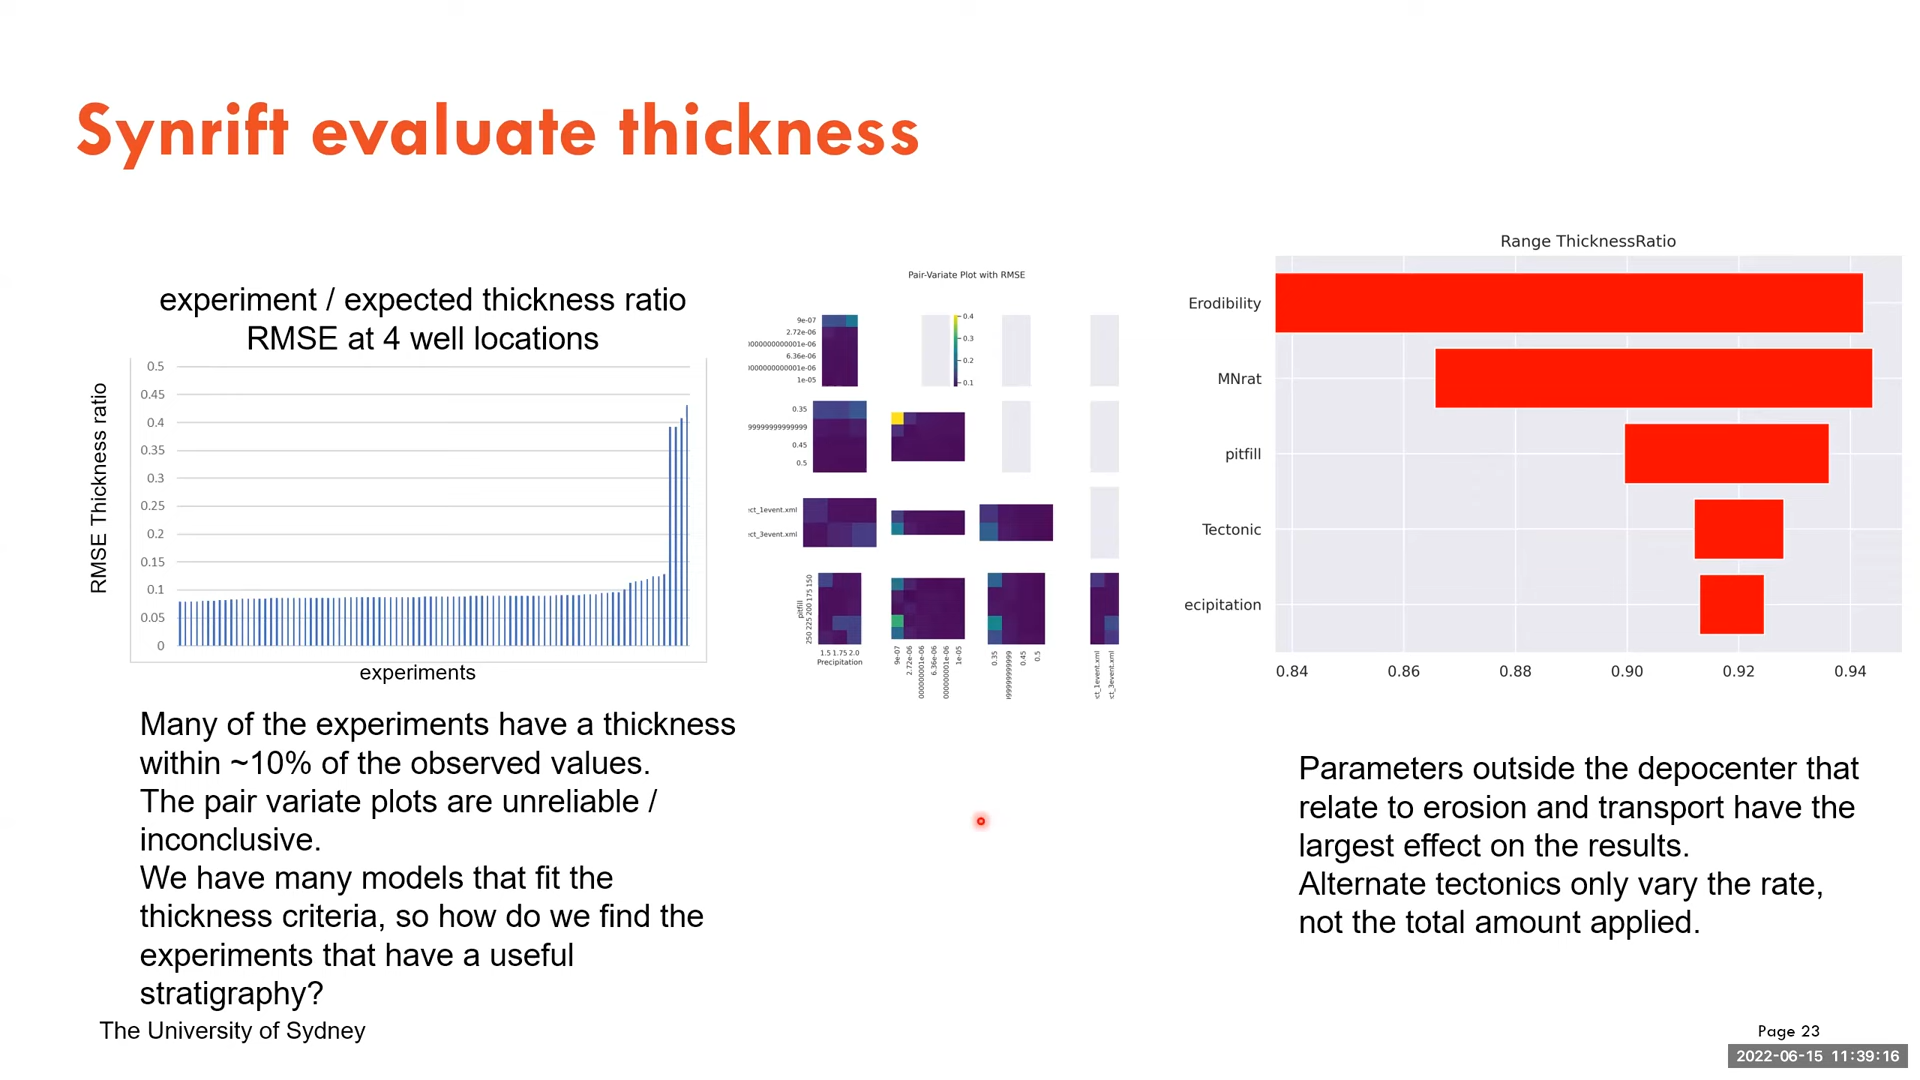 Synrift evaluate thickness
experiment / expected thickness ratio
RMSE at 4 well locations
RMSE Thickness ratio
0.5
0.45
0.4
0.35
0.3
0.25
0.2
0.15
0.1
0.05
0
experiments
Many of the experiments have a thickness
within ~10% of the observed values.
The pair variate plots are unreliable /
inconclusive.
We have many models that fit the
thickness criteria, so how do we find the
experiments that have a useful
stratigraphy?
Pair-Variate Plot with RMSE
9e-07
2.72e-06
0000000000001e-06
6.36e-06
0000000000001e-06
1e-05
0.4
0.3
0.2
0.1
0.35
99999999999999
0.45
0.5
ect_1event.xml
ect_3event.xml
pitfill
250 225 200 175 150
1.5 1.75 2.0
Precipitation
9e-07
2.72e-06
000000001e-06
6.36e-06
000000001e-06
1e-05
0.35
9999999999
0.45
0.5
ct_1event.xml
ct_3event.xml
Range ThicknessRatio
Erodibility
MNrat
pitfill
Tectonic
ecipitation
0.84 0.86 0.88 0.90 0.92 0.94
Parameters outside the depocenter that
relate to erosion and transport have the
largest effect on the results.
Alternate tectonics only vary the rate,
not the total amount applied.
The University of Sydney
Page 23
2022-06-15 11:39:16